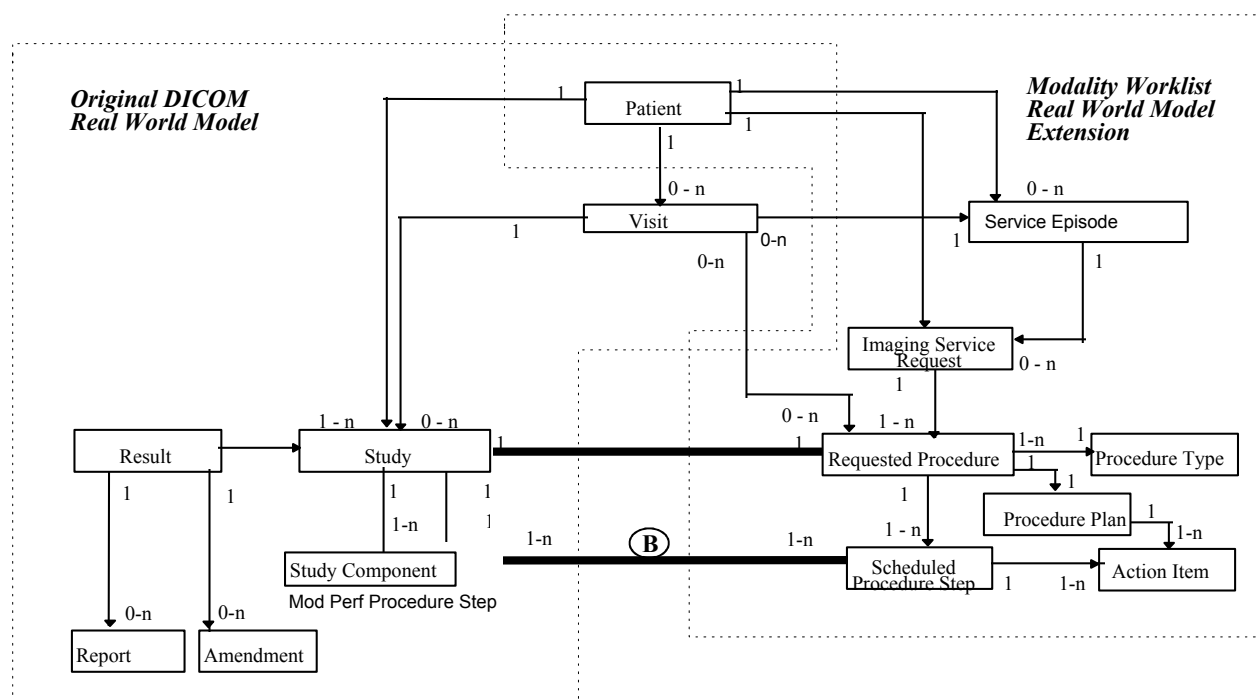 Original DICOM
Real World Model
Modality Worklist
Real World Model
Extension
1
Patient
1
1
1
0 - n
0 - n
1
Visit
0-n
0-n
1
Service Episode
1
Imaging Service
Request
0 - n
1
1 - n
0 - n
0 - n
1 - n
Result
Study
1
1
Requested Procedure
1-n
1
1
1
Procedure Type
1
1
1
1
1
1-n
1
1 - n
Procedure Plan
1
1-n
1-n
B
1-n
Study Component
Mod Perf Procedure Step
Scheduled
Procedure Step
1
1-n
Action Item
0-n
0-n
Report
Amendment